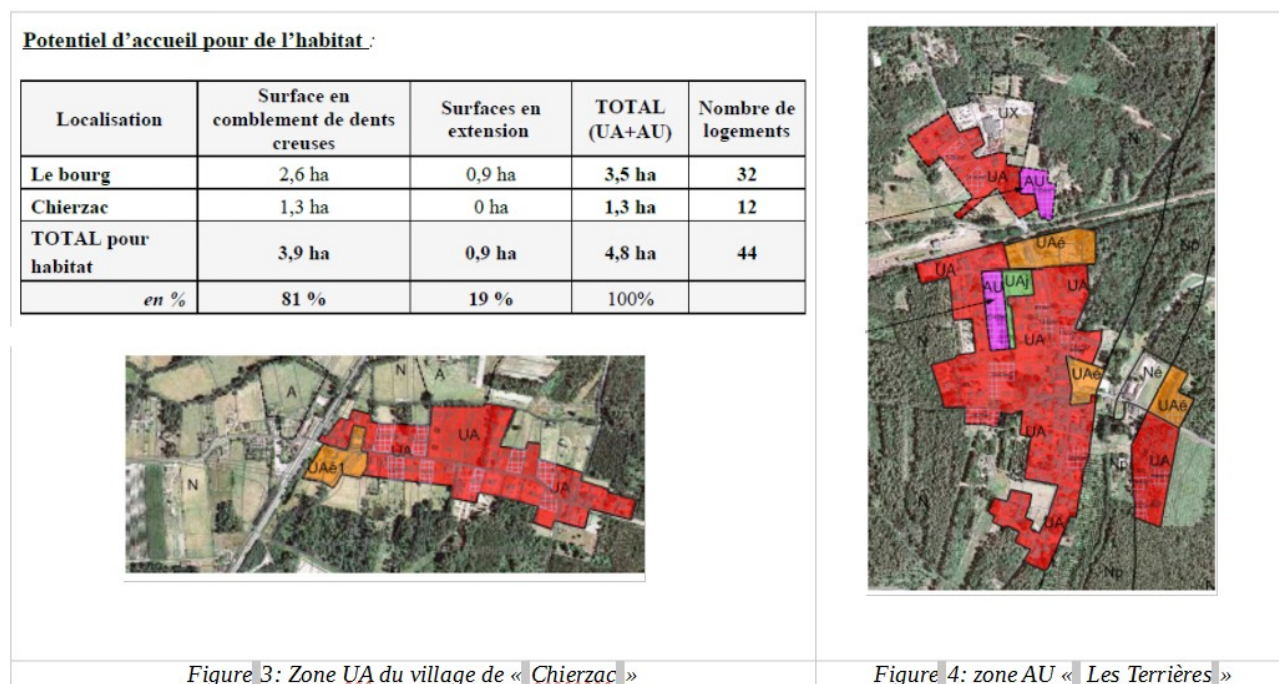 Potentiel d'accueil pour de l'habitat :
Localisation
Surface en
comblement de dents
creuses
Surfaces en
extension
TOTAL
(UA+AU)
Nombre de
logements
Le bourg
2,6 ha
0,9 ha
3,5 ha
32
Chierzac
1,3 ha
0 ha
1,3 ha
12
TOTAL pour
habitat
3,9 ha
0,9 ha
4,8 ha
44
en %
81 %
19 %
100%
N
A
A
UA
UA
UAé1
N
UA
Figure 3: Zone UA du village de « Chierzac »
UX
N
UA
AU
UAé
Np
UA
AU
UAj
UA
N
UA
UAé
Né
UAé
UA
Np
UA
N
UA
Np
Figure 4: zone AU « Les Terrières »